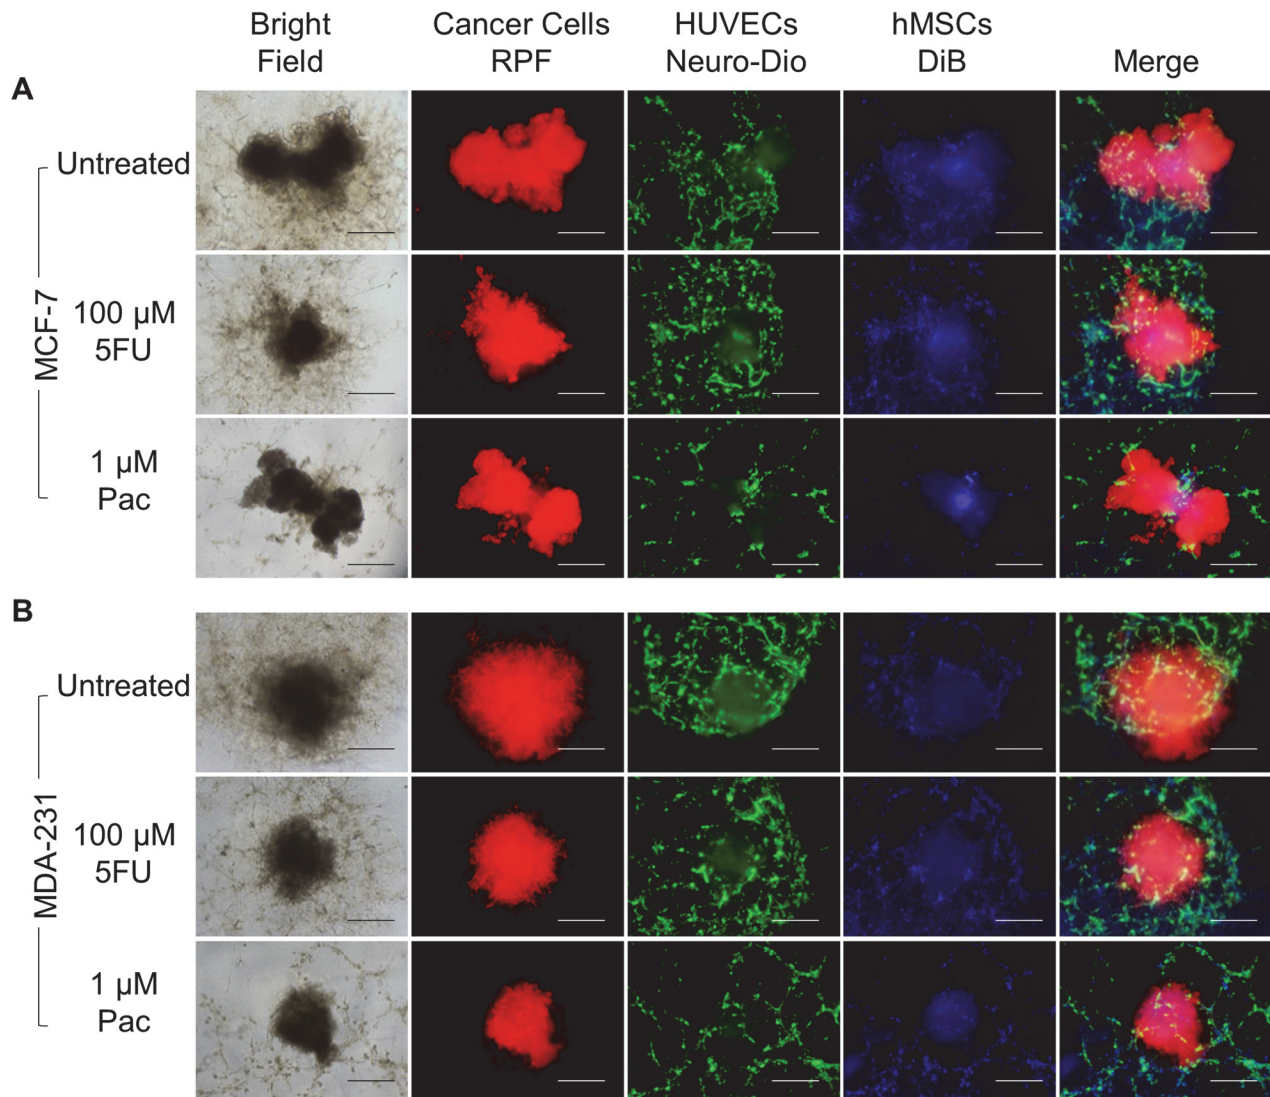 Bright
Field
Cancer Cells
RPF
HUVECs
Neuro-Dio
hMSCs
DiB
Merge
A
MCF-7
Untreated
100 µM
5FU
1 µM
Pac
B
MDA-231
Untreated
100 µM
5FU
1 µM
Pac